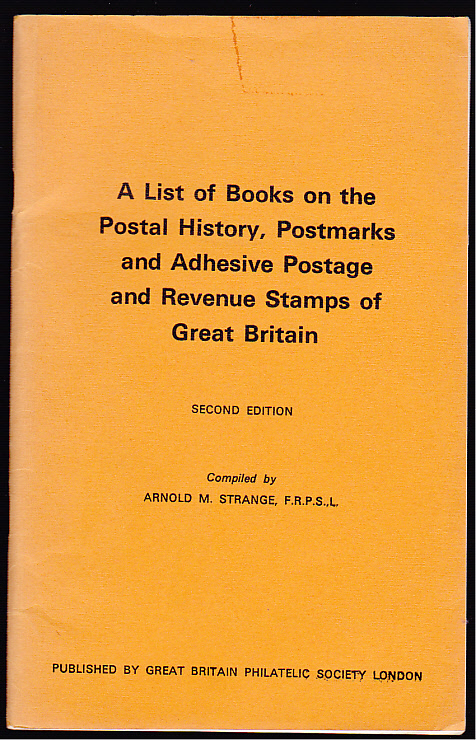 A List of Books on the
Postal History, Postmarks
and Adhesive Postage
and Revenue Stamps of
Great Britain
SECOND EDITION
Compiled by
ARNOLD M. STRANGE, F.R.P.S.,L.
PUBLISHED BY GREAT BRITAIN PHILATELIC SOCIETY LONDON